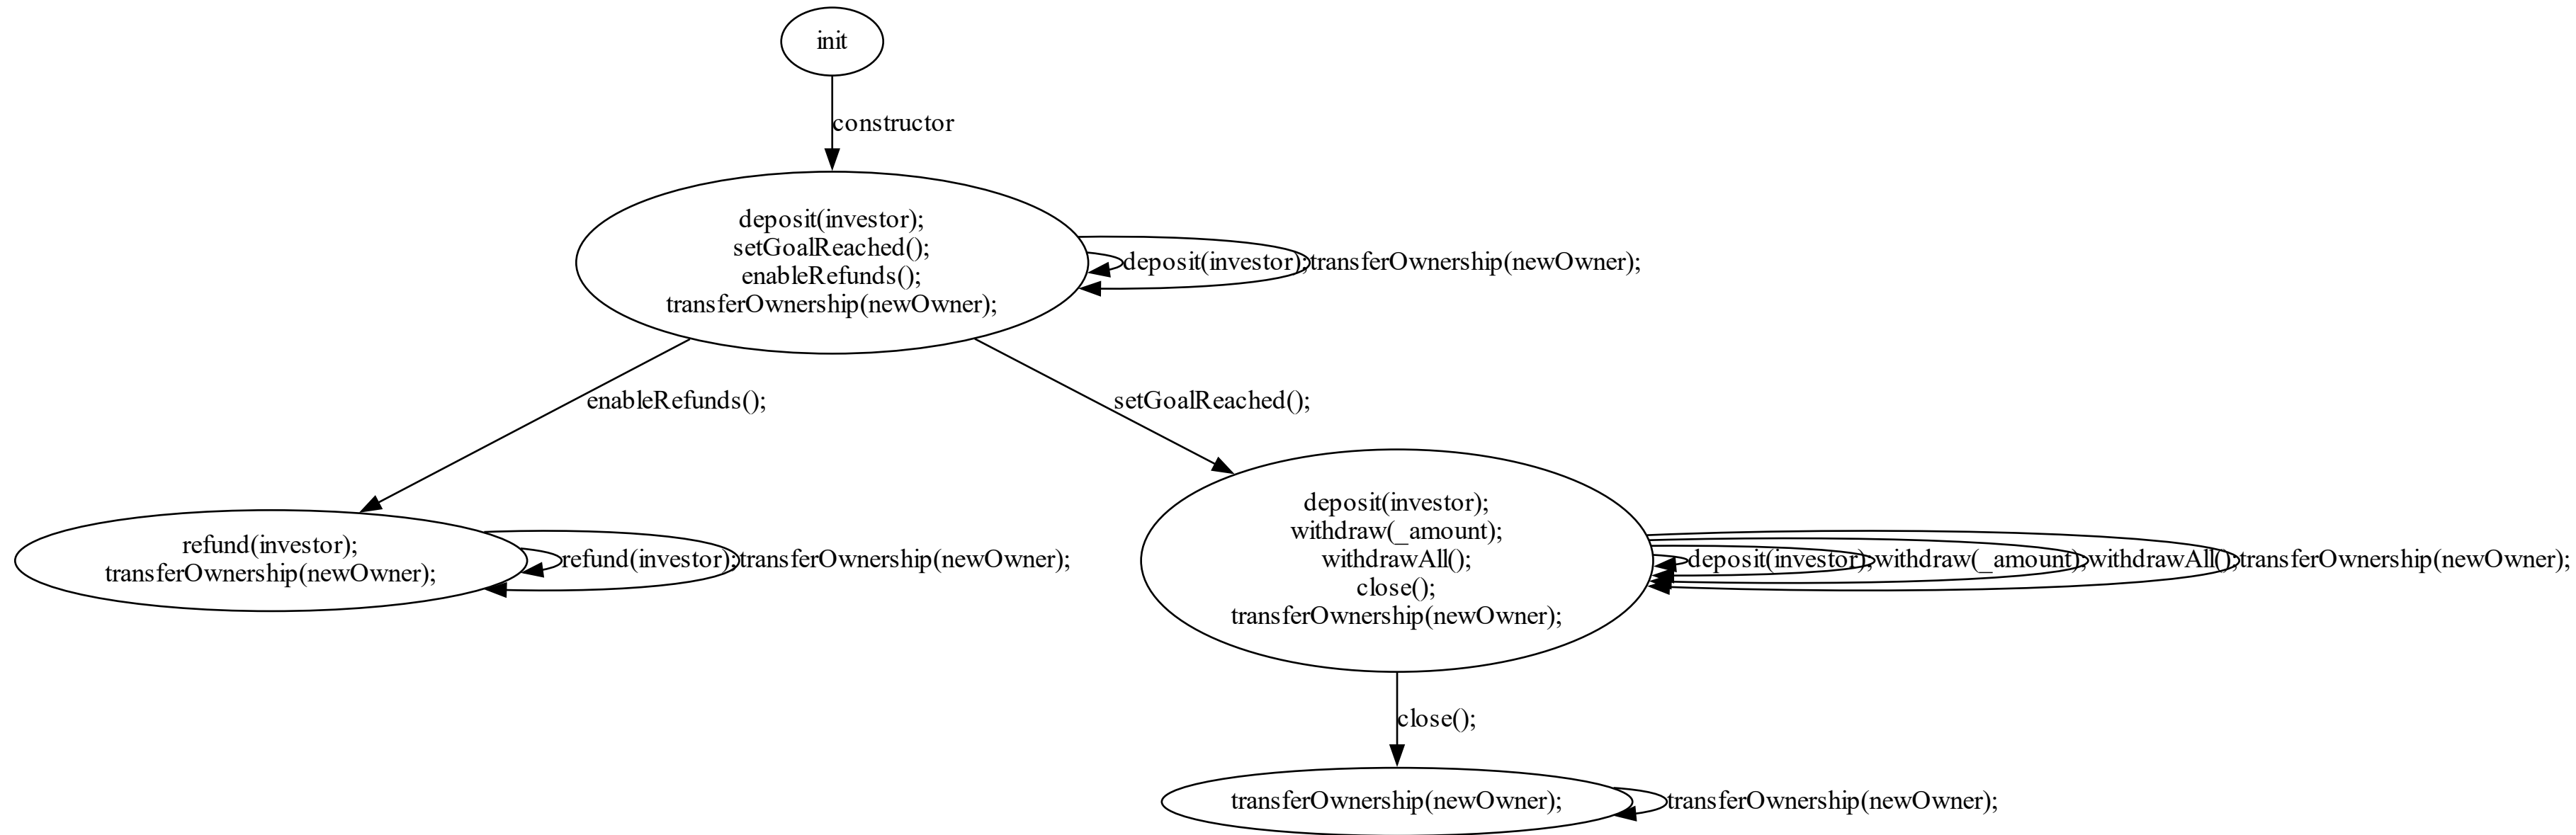 init
constructor
deposit(investor);
setGoalReached();
enableRefunds();
transferOwnership(newOwner);
deposit(investor);
transferOwnership(newOwner);
enableRefunds();
setGoalReached();
refund(investor);
transferOwnership(newOwner);
refund(investor);
transferOwnership(newOwner);
deposit(investor);
withdraw(_amount);
withdrawAll();
close();
transferOwnership(newOwner);
deposit(investor);
withdraw(_amount);
withdrawAll();
transferOwnership(newOwner);
close();
transferOwnership(newOwner);
transferOwnership(newOwner);